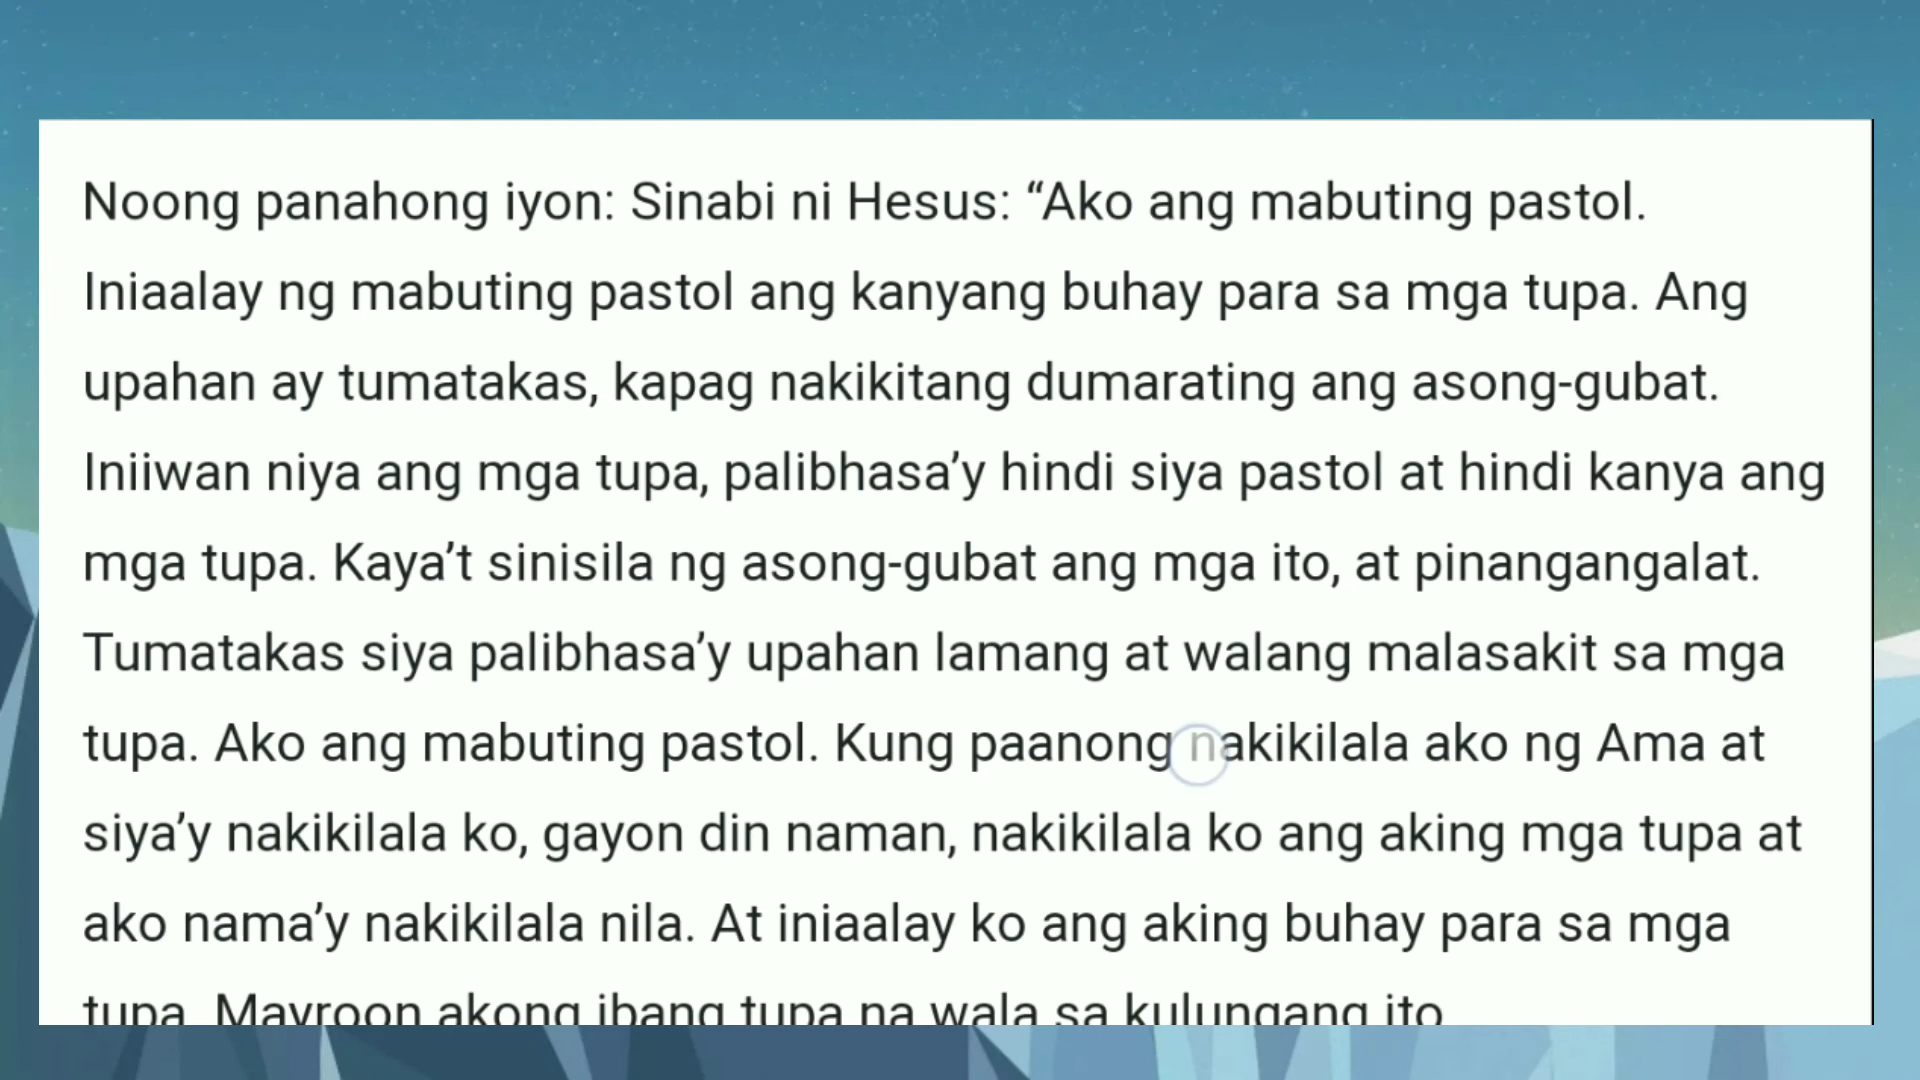 Noong panahong iyon: Sinabi ni Hesus: “Ako ang mabuting pastol.
Iniaalay ng mabuting pastol ang kanyang buhay para sa mga tupa. Ang
upahan ay tumatakas, kapag nakikitang dumarating ang asong-gubat.
Iniiwan niya ang mga tupa, palibhasa’y hindi siya pastol at hindi kanya ang
mga tupa. Kaya’t sinisila ng asong-gubat ang mga ito, at pinangangalat.
Tumatakas siya palibhasa’y upahan lamang at walang malasakit sa mga
tupa. Ako ang mabuting pastol. Kung paanong nakikilala ako ng Ama at
siya’y nakikilala ko, gayon din naman, nakikilala ko ang aking mga tupa at
ako nama’y nakikilala nila. At iniaalay ko ang aking buhay para sa mga
tupa. Mayroon akong ibang tupa na wala sa kulungang ito